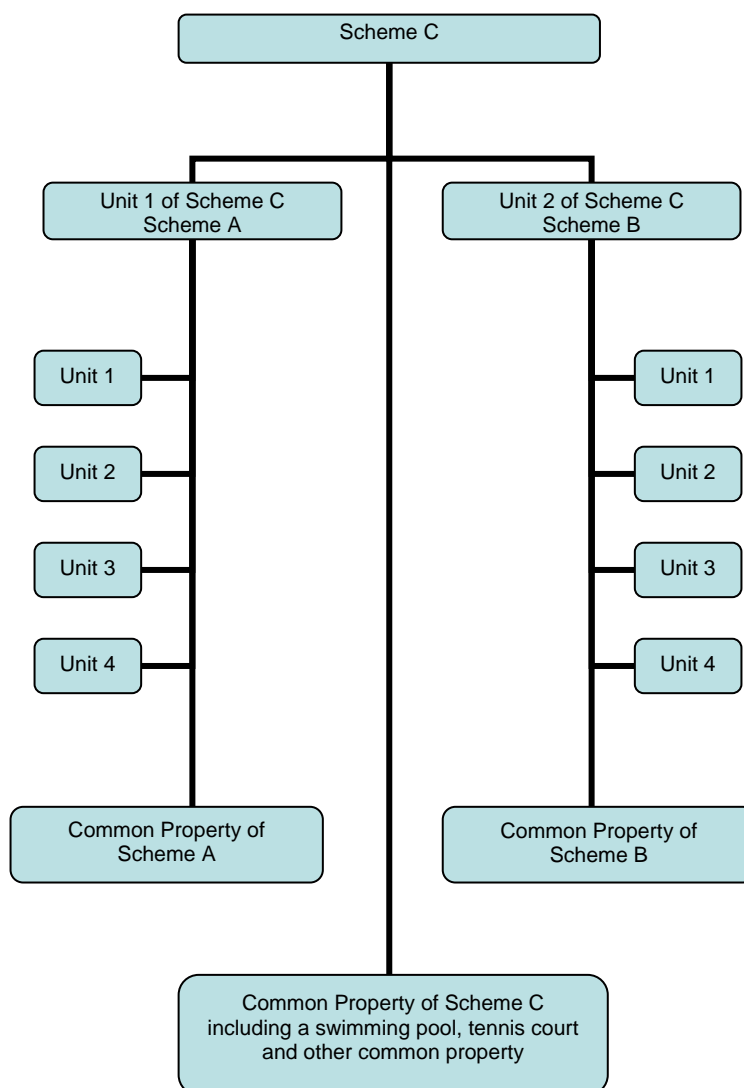 Scheme C
Unit 1 of Scheme C
Scheme A
Unit 2 of Scheme C
Scheme B
Unit 1
Unit 1
Unit 2
Unit 2
Unit 3
Unit 3
Unit 4
Unit 4
Common Property of
Scheme A
Common Property of
Scheme B
Common Property of Scheme C
including a swimming pool, tennis court
and other common property